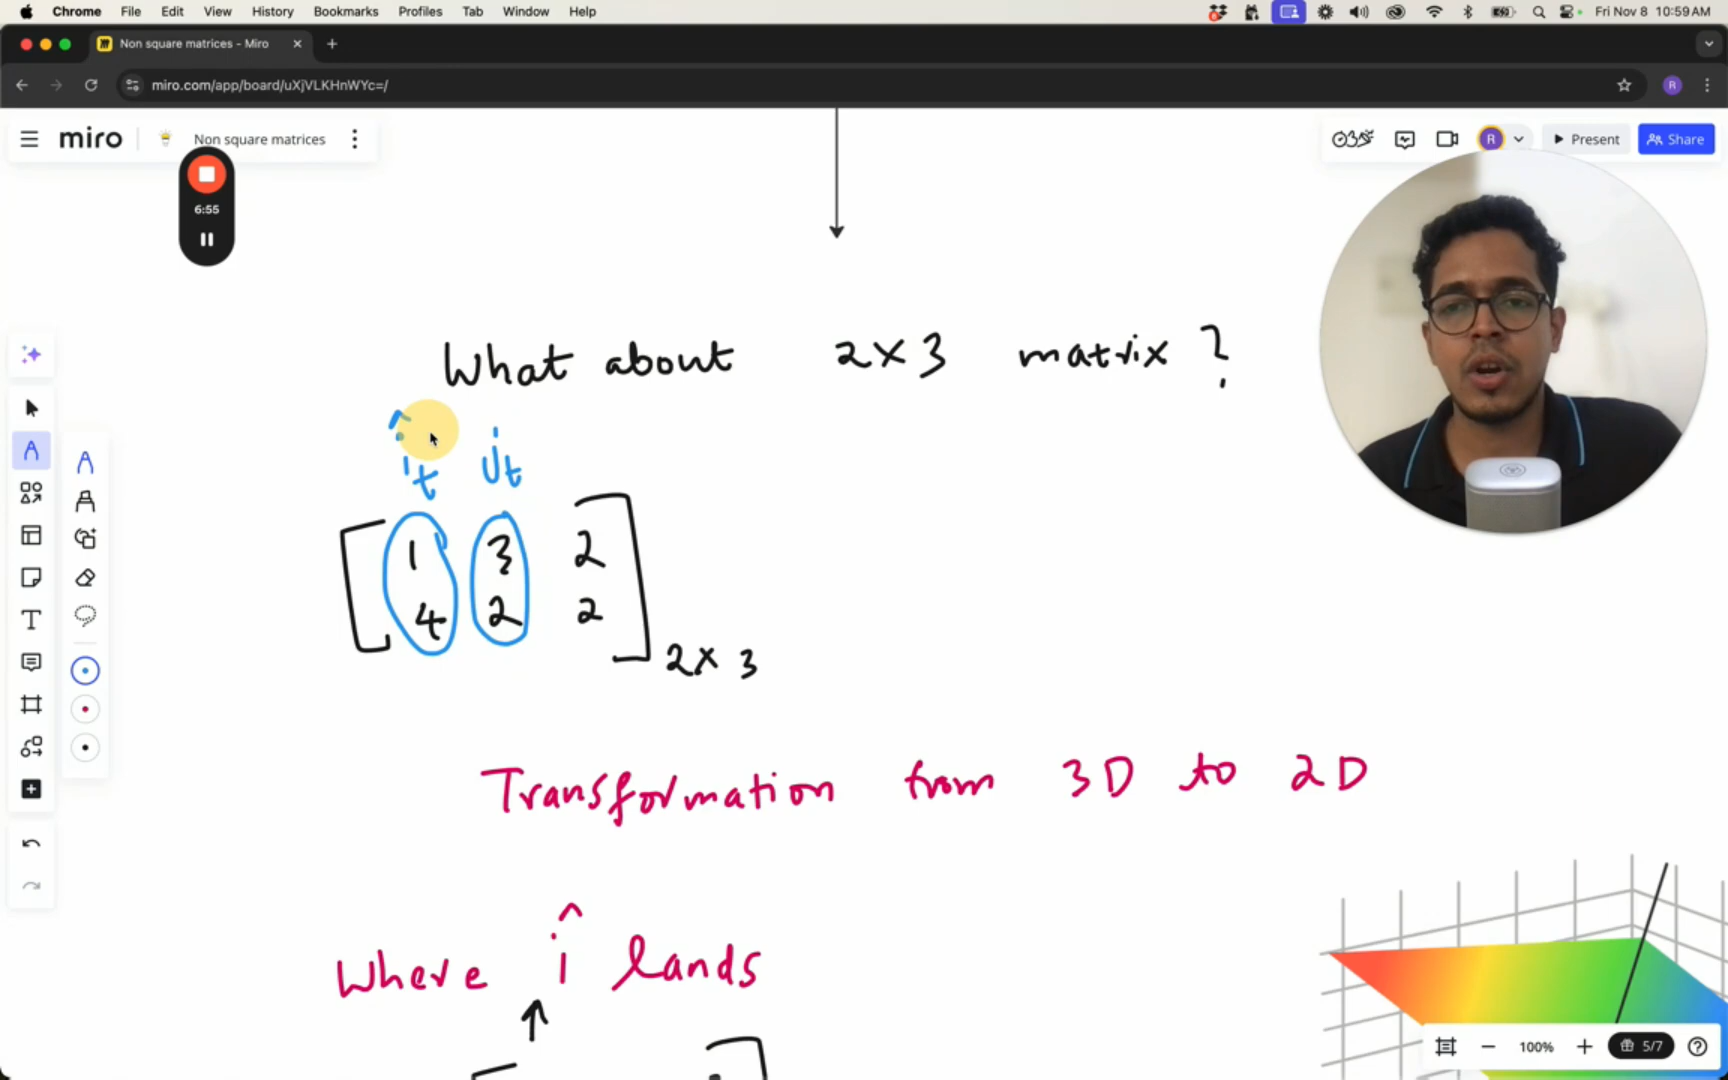 Chrome File Edit View History Bookmarks Profiles Tab Window Help Fri Nov 8 10:59 AM
Non square matrices - Miro
miro.com/app/board/uXjVLKHnWYc=/ R
miro Non square matrices R Present Share
6:55
What about 2x3 matrix ?
î t j t
1 3 2
4 2 2
2x3
Transformation from 3D to 2D
Where î lands
100% 5/7